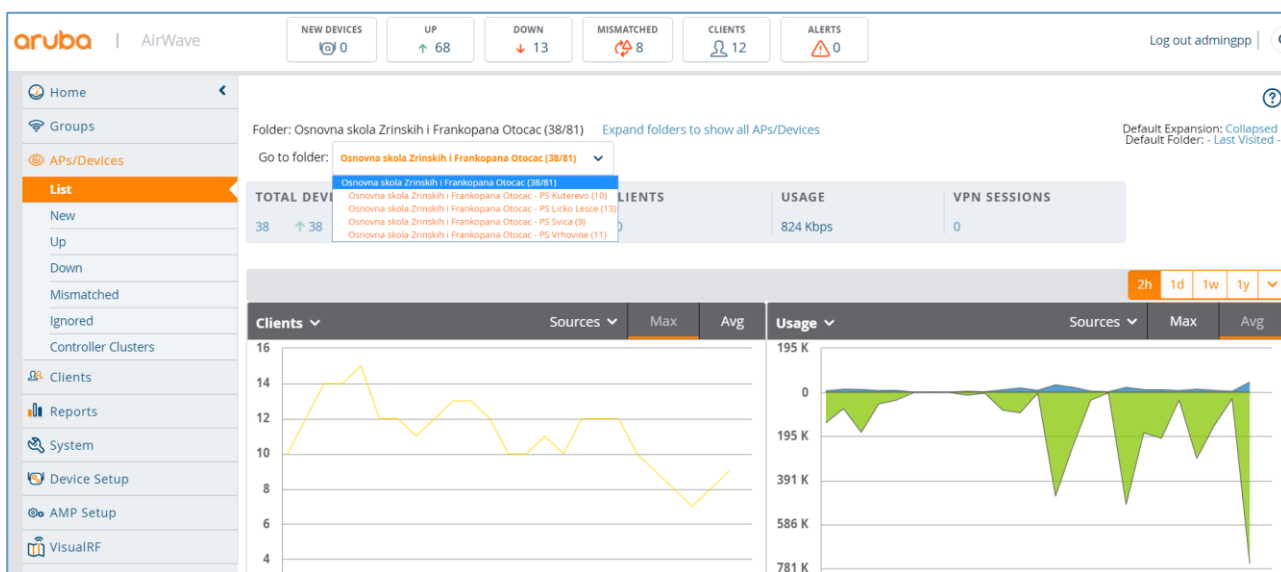 aruba | AirWave
NEW DEVICES
0
UP
68
DOWN
13
MISMATCHED
8
CLIENTS
12
ALERTS
0
Log out admingpp
Home
Groups
APs/Devices
List
New
Up
Down
Mismatched
Ignored
Controller Clusters
Clients
Reports
System
Device Setup
AMP Setup
VisualRF
Folder: Osnovna skola Zrinskih i Frankopana Otocac (38/81) Expand folders to show all APs/Devices
Default Expansion: Collapsed
Default Folder: - Last Visited -
Go to folder: Osnovna skola Zrinskih i Frankopana Otocac (38/81)
Osnovna skola Zrinskih i Frankopana Otocac (38/81)
Osnovna skola Zrinskih i Frankopana Otocac - PS Kuterevo (10)
Osnovna skola Zrinskih i Frankopana Otocac - PS Licko Lesce (13)
Osnovna skola Zrinskih i Frankopana Otocac - PS Svica (9)
Osnovna skola Zrinskih i Frankopana Otocac - PS Vrhovine (11)
TOTAL DEVI LIENTS USAGE VPN SESSIONS
38 38 824 Kbps 0
2h 1d 1w 1y
Clients Sources Max Avg
16
14
12
10
8
6
4
Usage Sources Max Avg
195 K
0
195 K
391 K
586 K
781 K